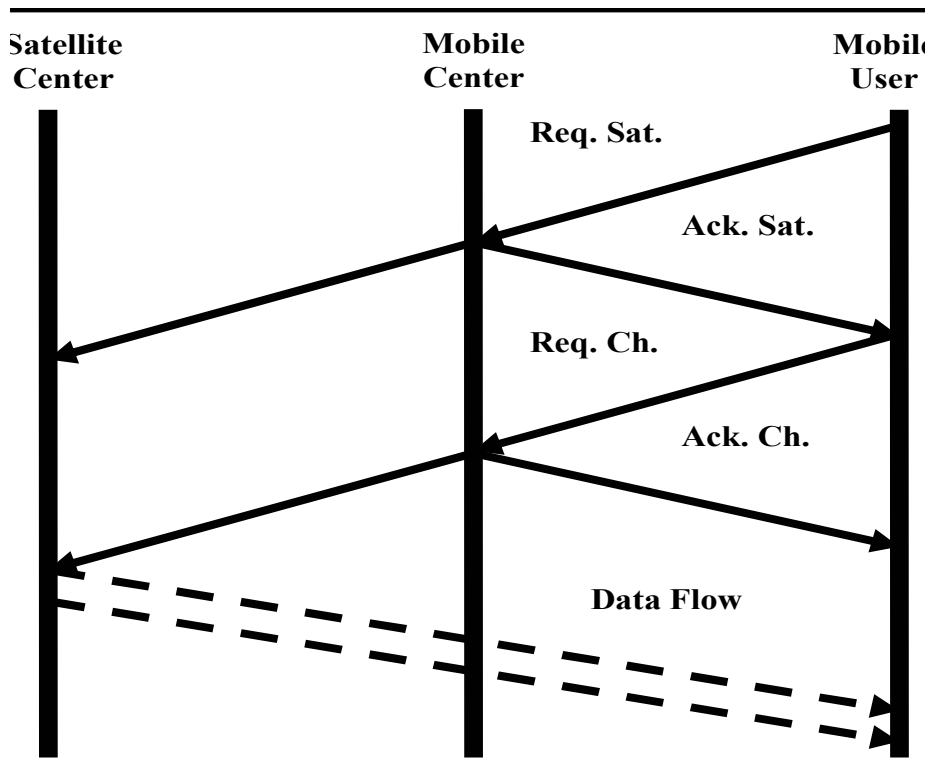 Satellite
Center
Mobile
Center
Mobile
User
Req. Sat.
Ack. Sat.
Req. Ch.
Ack. Ch.
Data Flow